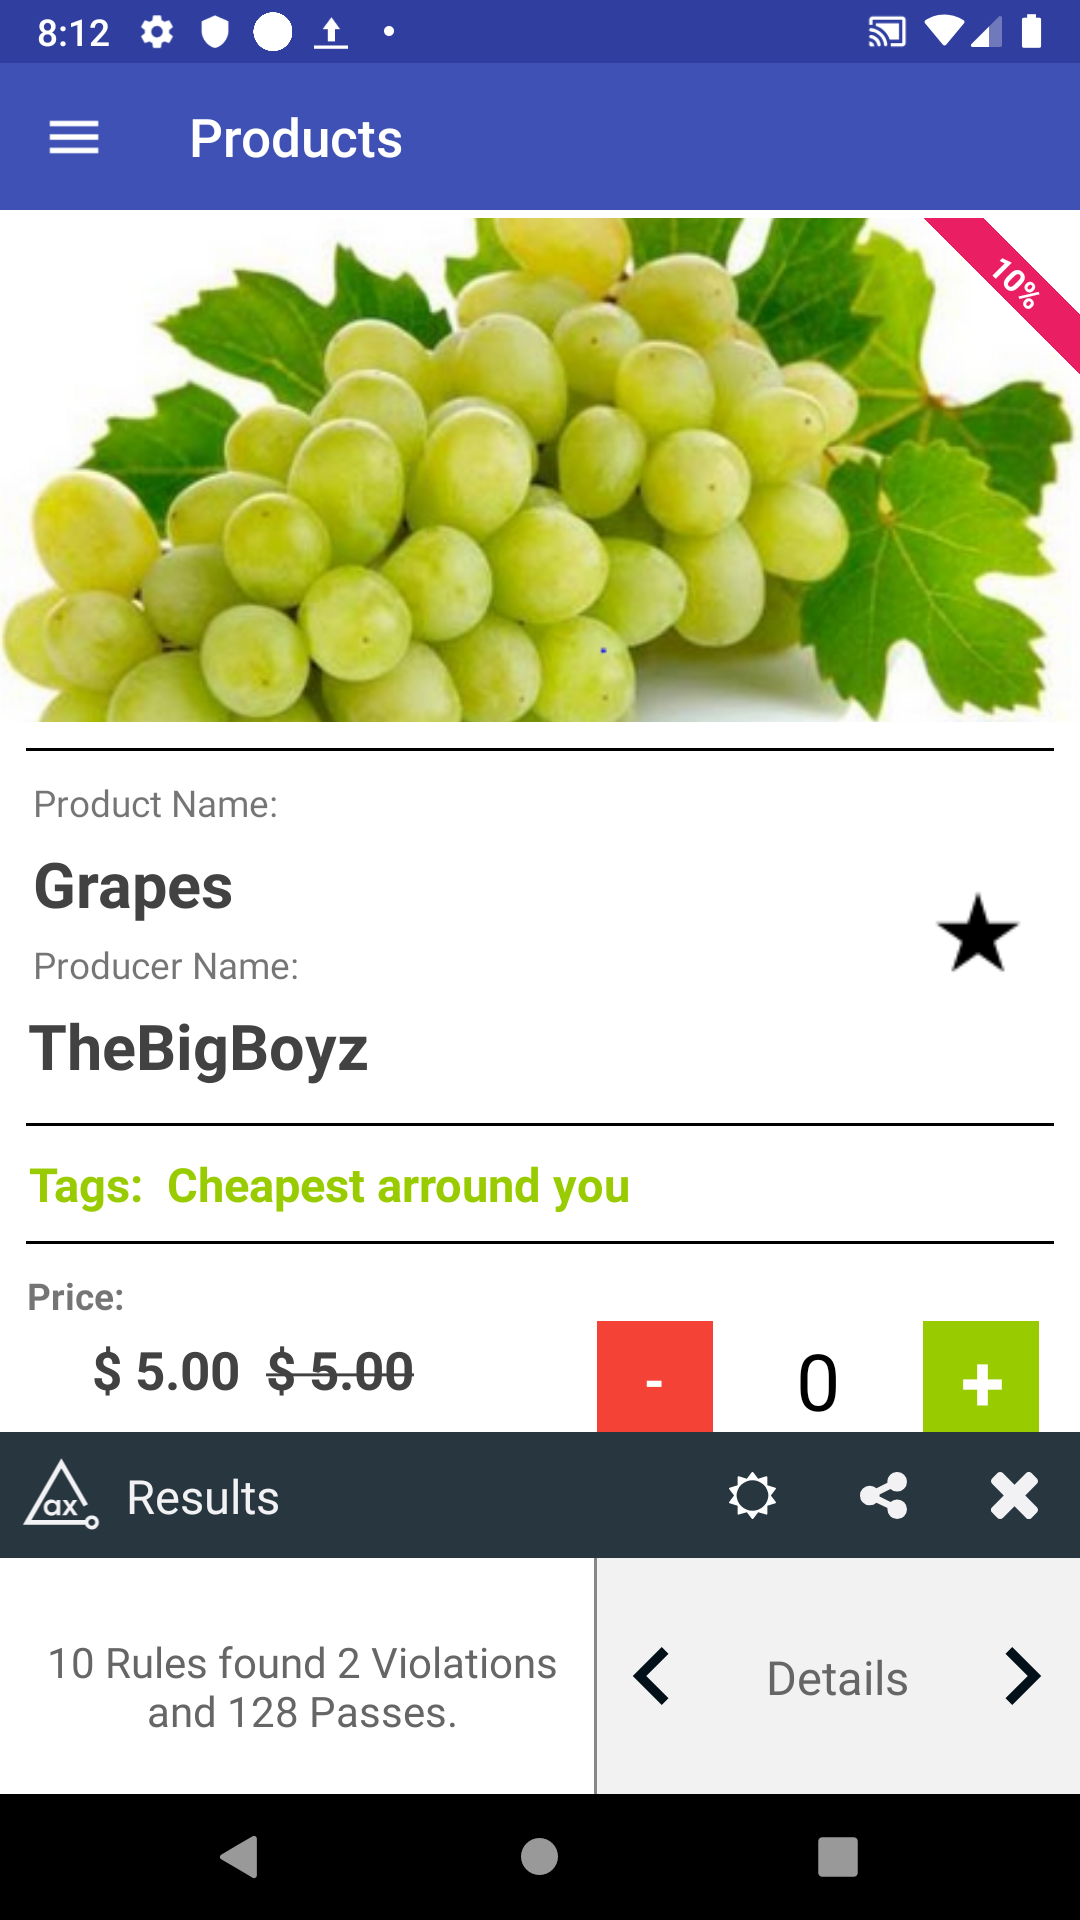 8:12
Products
10%
Product Name:
Grapes
Producer Name:
TheBigBoyz
Tags: Cheapest arround you
Price:
$ 5.00 $ 5.00
- 0 +
ax Results
10 Rules found 2 Violations
and 128 Passes.
Details